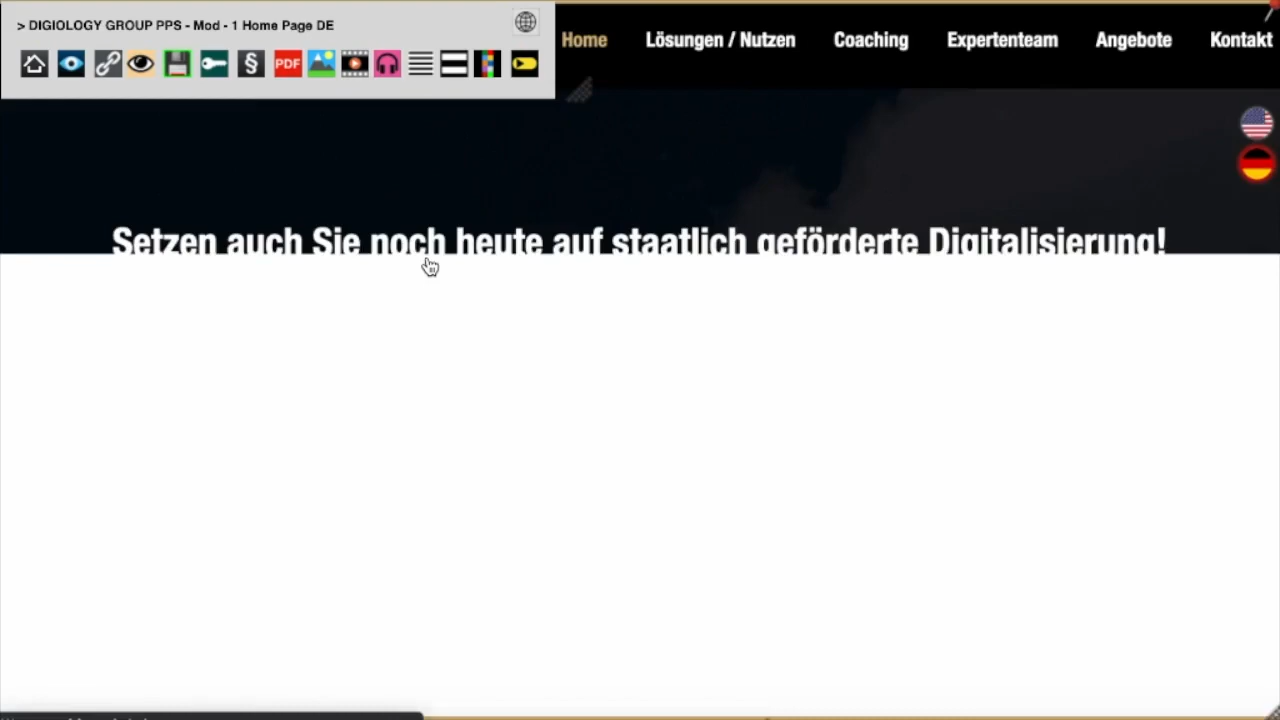 > DIGIOLOGY GROUP PPS - Mod - 1 Home Page DE
§ PDF
Home Lösungen / Nutzen Coaching Expertenteam Angebote Kontakt
Setzen auch Sie noch heute auf staatlich geförderte Digitalisierung!